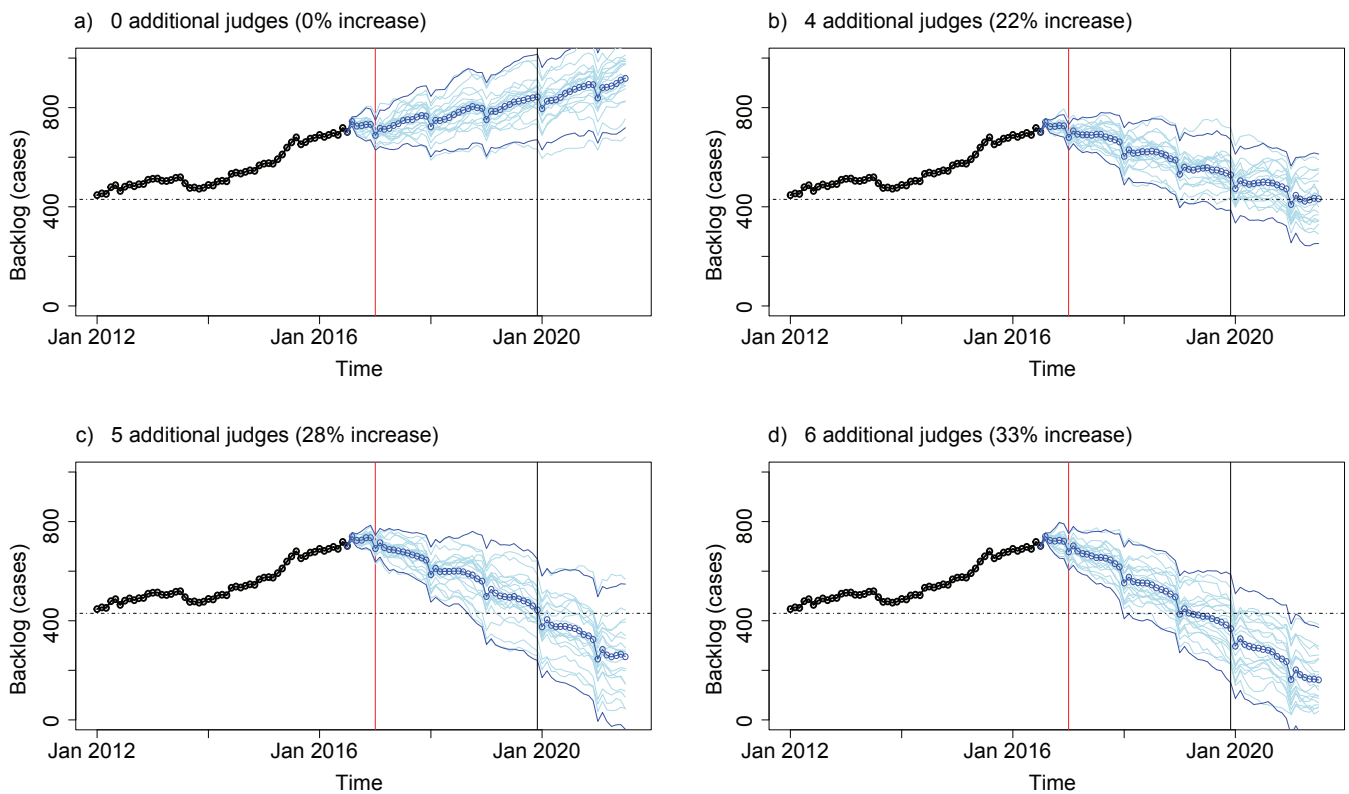 a) 0 additional judges (0% increase)
Backlog (cases)
800
400
0
Jan 2012
Jan 2016
Jan 2020
Time
b) 4 additional judges (22% increase)
Backlog (cases)
800
400
0
Jan 2012
Jan 2016
Jan 2020
Time
c) 5 additional judges (28% increase)
Backlog (cases)
800
400
0
Jan 2012
Jan 2016
Jan 2020
Time
d) 6 additional judges (33% increase)
Backlog (cases)
800
400
0
Jan 2012
Jan 2016
Jan 2020
Time